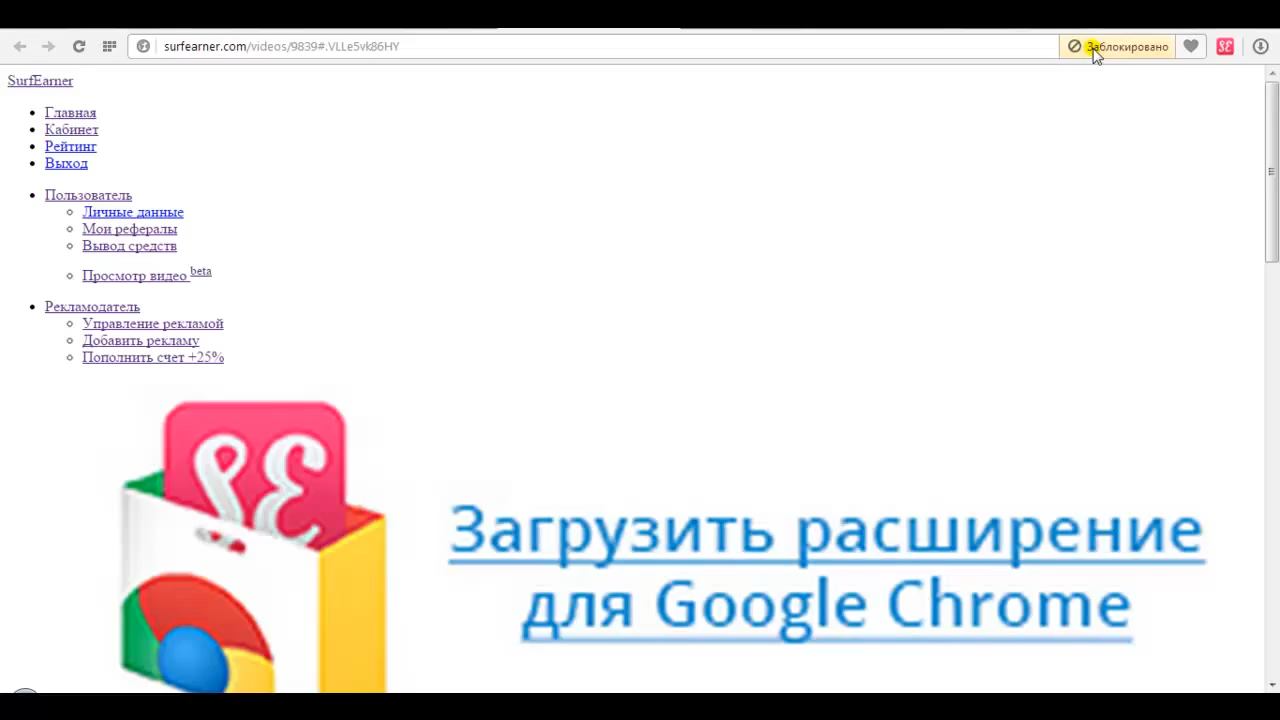 surfearner.com/videos/9839#.VLLe5vk86HY
Заблокировано
SurfEarner
Главная
Кабинет
Рейтинг
Выход
Пользователь
Личные данные
Мои рефералы
Вывод средств
Просмотр видео beta
Рекламодатель
Управление рекламой
Добавить рекламу
Пополнить счет +25%
Загрузить расширение
для Google Chrome